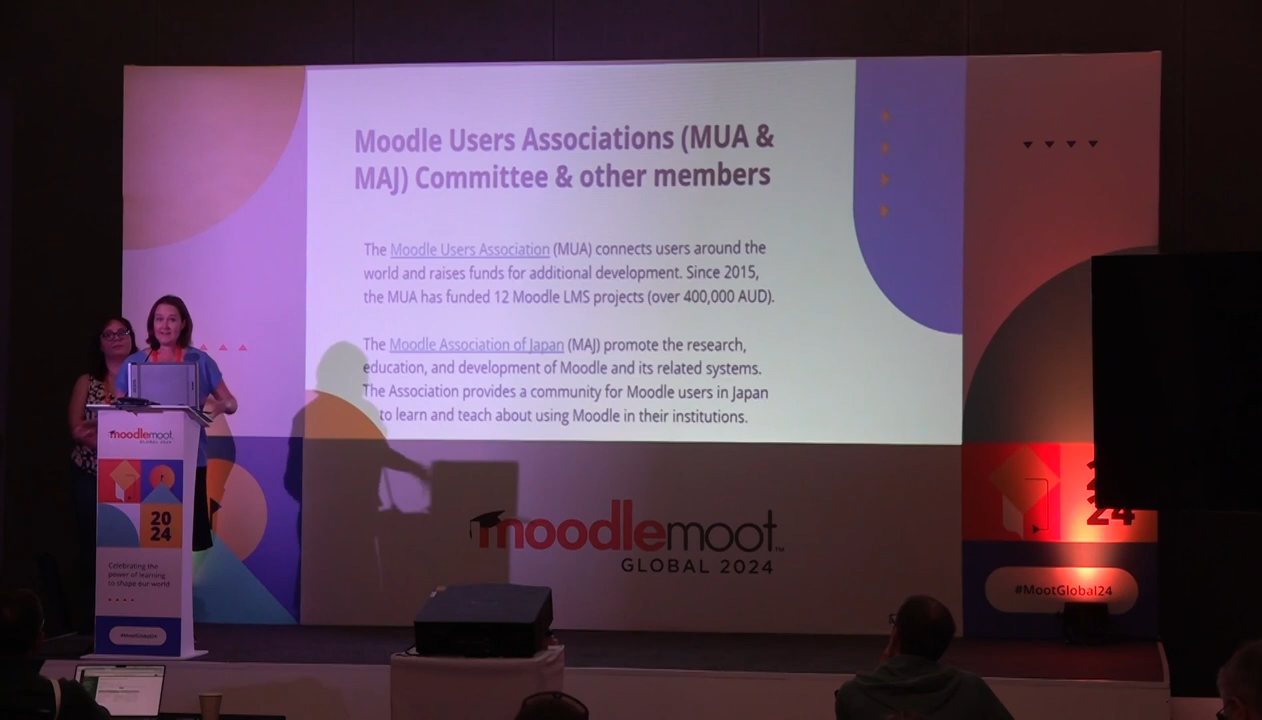 Moodle Users Associations (MUA &
MAJ) Committee & other members
The Moodle Users Association (MUA) connects users around the
world and raises funds for additional development. Since 2015,
the MUA has funded 12 Moodle LMS projects (over 400,000 AUD).
The Moodle Association of Japan (MAJ) promote the research,
education, and development of Moodle and its related systems.
The Association provides a community for Moodle users in Japan
to learn and teach about using Moodle in their institutions.
moodlemoot
GLOBAL 2024
moodlemoot
GLOBAL 2024
20
24
Celebrating the
power of learning
to shape our world
#MootGlobal24
24
#MootGlobal24